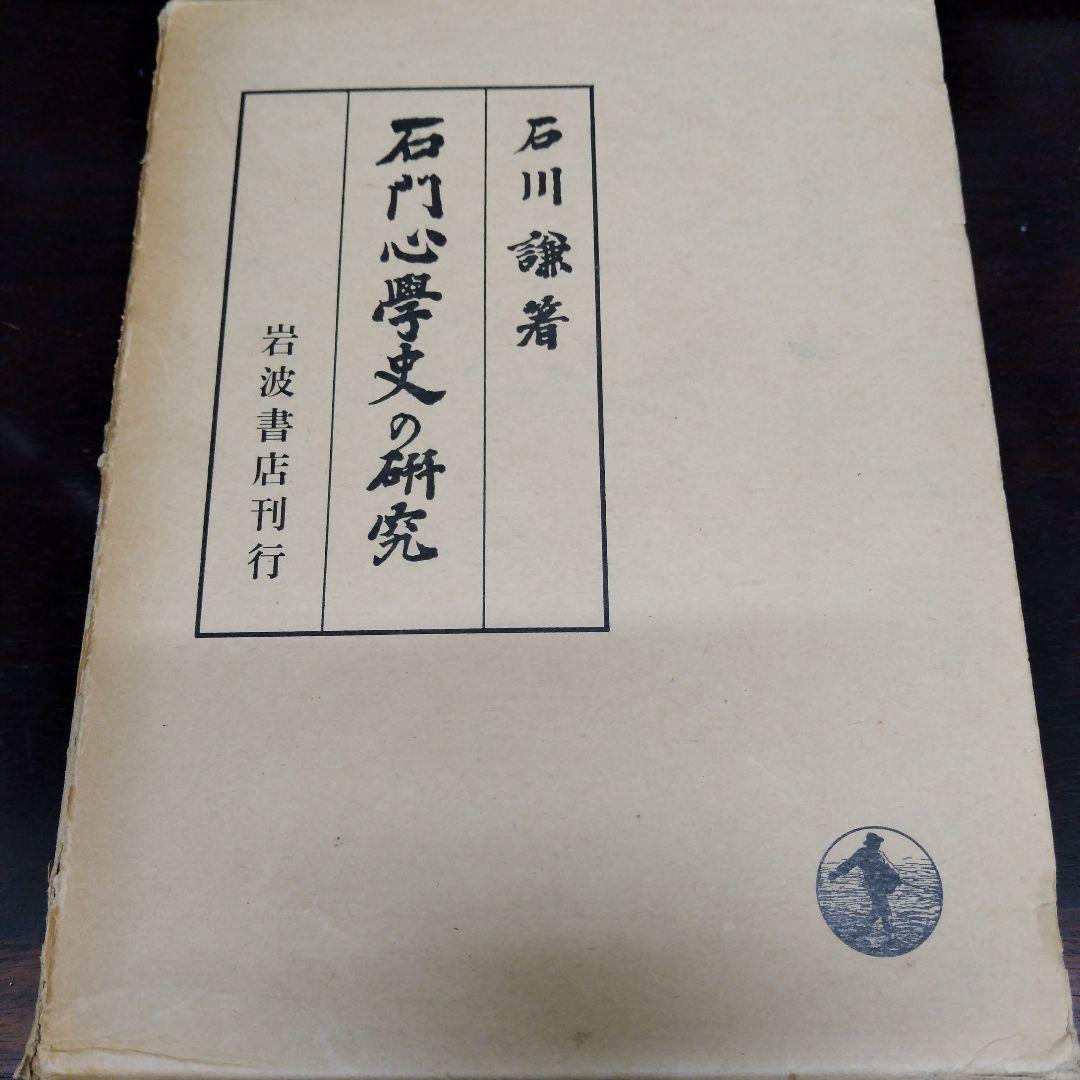 石川謙著
石門心學史の研究
岩波書店刊行